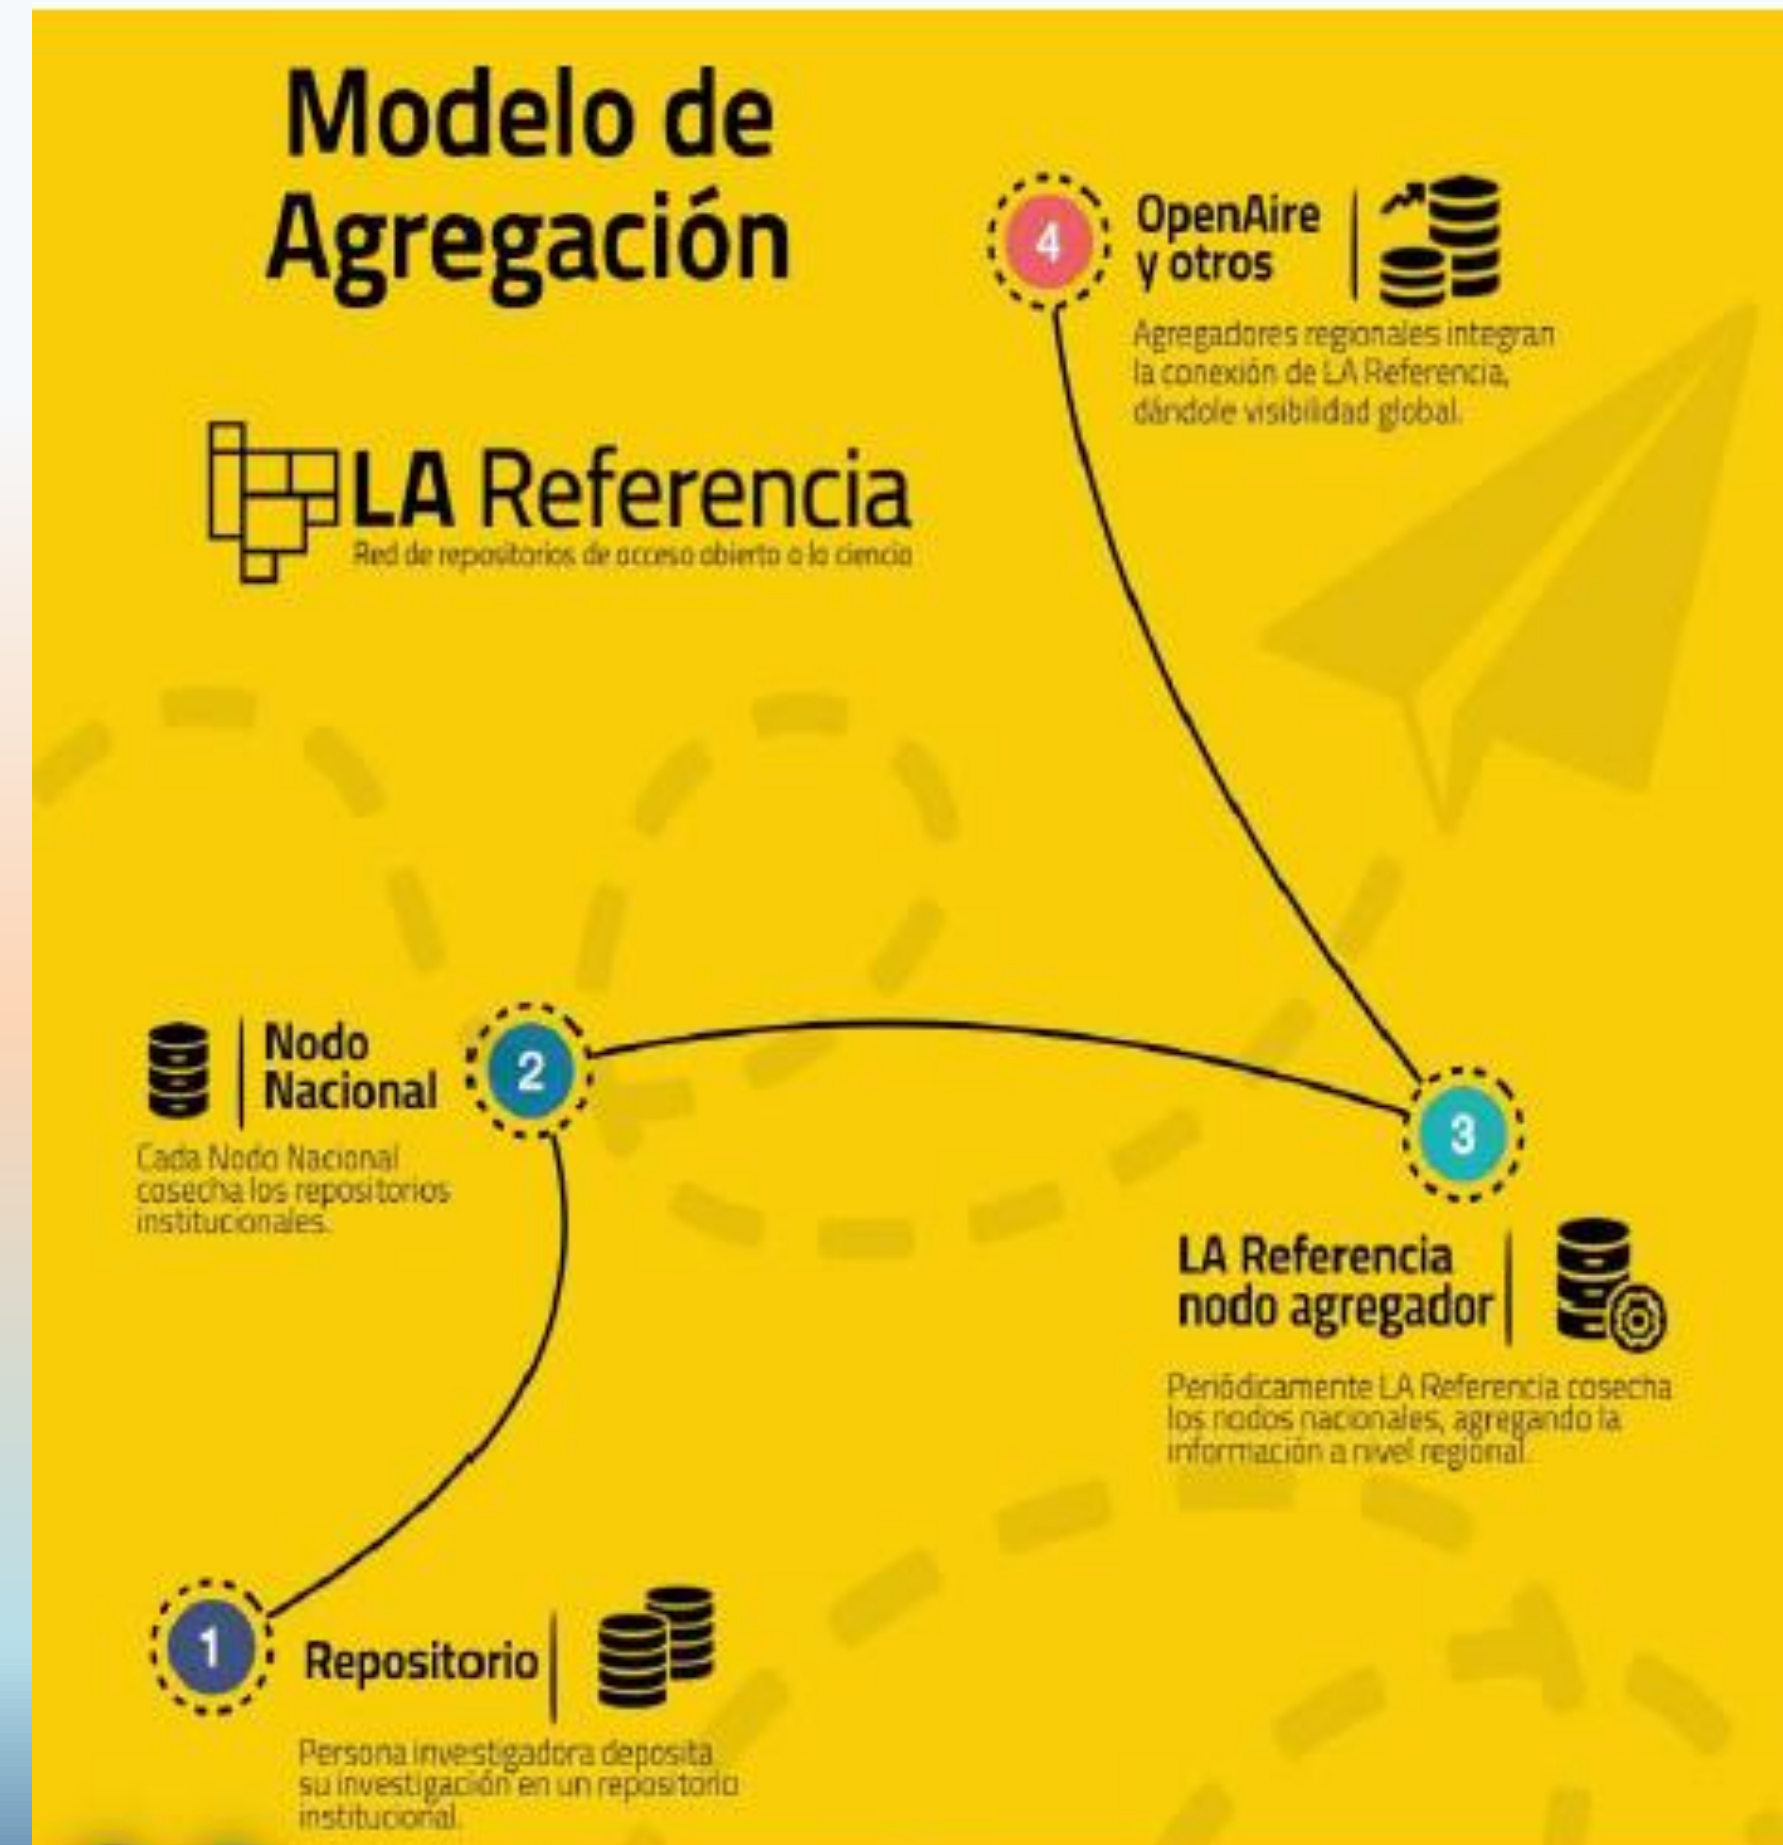 Modelo de
Agregación
LA Referencia
Red de repositorios de acceso abierto a la ciencia
4
OpenAire
y otros
Agregadores regionales integran
la conexión de LA Referencia,
dándole visibilidad global.
Nodo
Nacional
2
Cada Nodo Nacional
cosecha los repositorios
institucionales.
3
LA Referencia
nodo agregador
Periódicamente LA Referencia cosecha
los nodos nacionales, agregando la
información a nivel regional.
1
Repositorio
Persona investigadora deposita
su investigación en un repositorio
institucional.